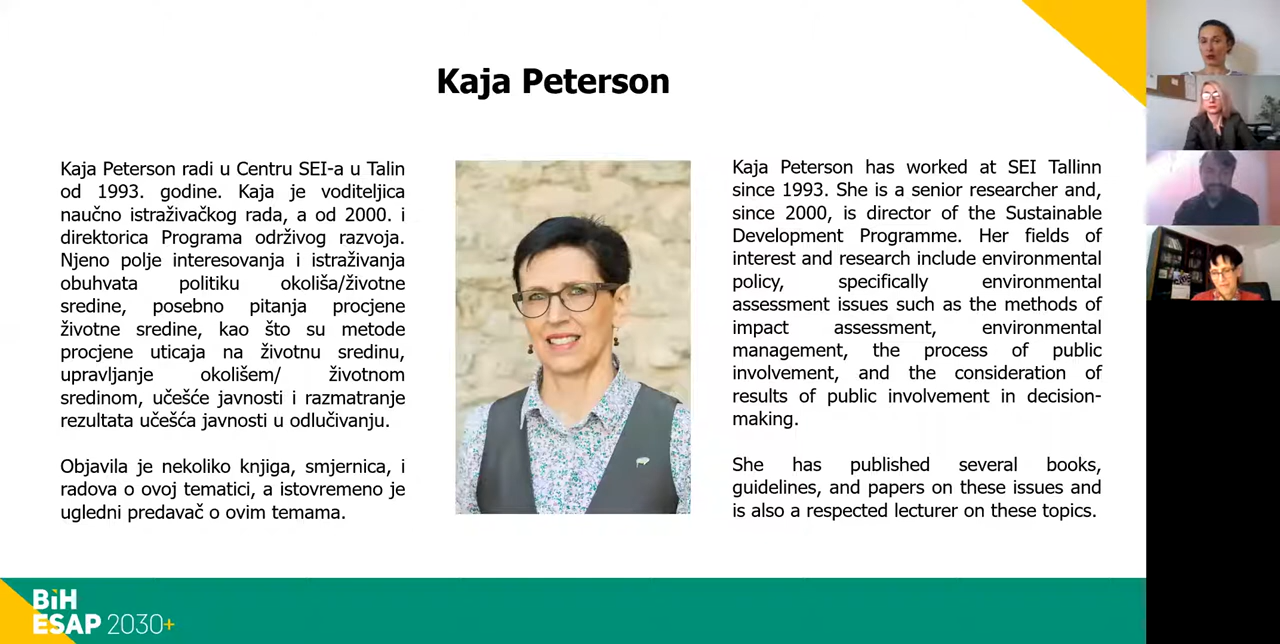 Kaja Peterson
Kaja Peterson radi u Centru SEI-a u Talin
od 1993. godine. Kaja je voditeljica
naučno istraživačkog rada, a od 2000. i
direktorica Programa održivog razvoja.
Njeno polje interesovanja i istraživanja
obuhvata politiku okoliša/životne
sredine, posebno pitanja procjene
životne sredine, kao što su metode
procjene uticaja na životnu sredinu,
upravljanje okolišem/ životnom
sredinom, učešće javnosti i razmatranje
rezultata učešća javnosti u odlučivanju.
Objavila je nekoliko knjiga, smjernica, i
radova o ovoj tematici, a istovremeno je
ugledni predavač o ovim temama.
Kaja Peterson has worked at SEI Tallinn
since 1993. She is a senior researcher and,
since 2000, is director of the Sustainable
Development Programme. Her fields of
interest and research include environmental
policy, specifically environmental
assessment issues such as the methods of
impact assessment, environmental
management, the process of public
involvement, and the consideration of
results of public involvement in decision-
making.
She has published several books,
guidelines, and papers on these issues and
is also a respected lecturer on these topics.
BiH
ESAP 2030+